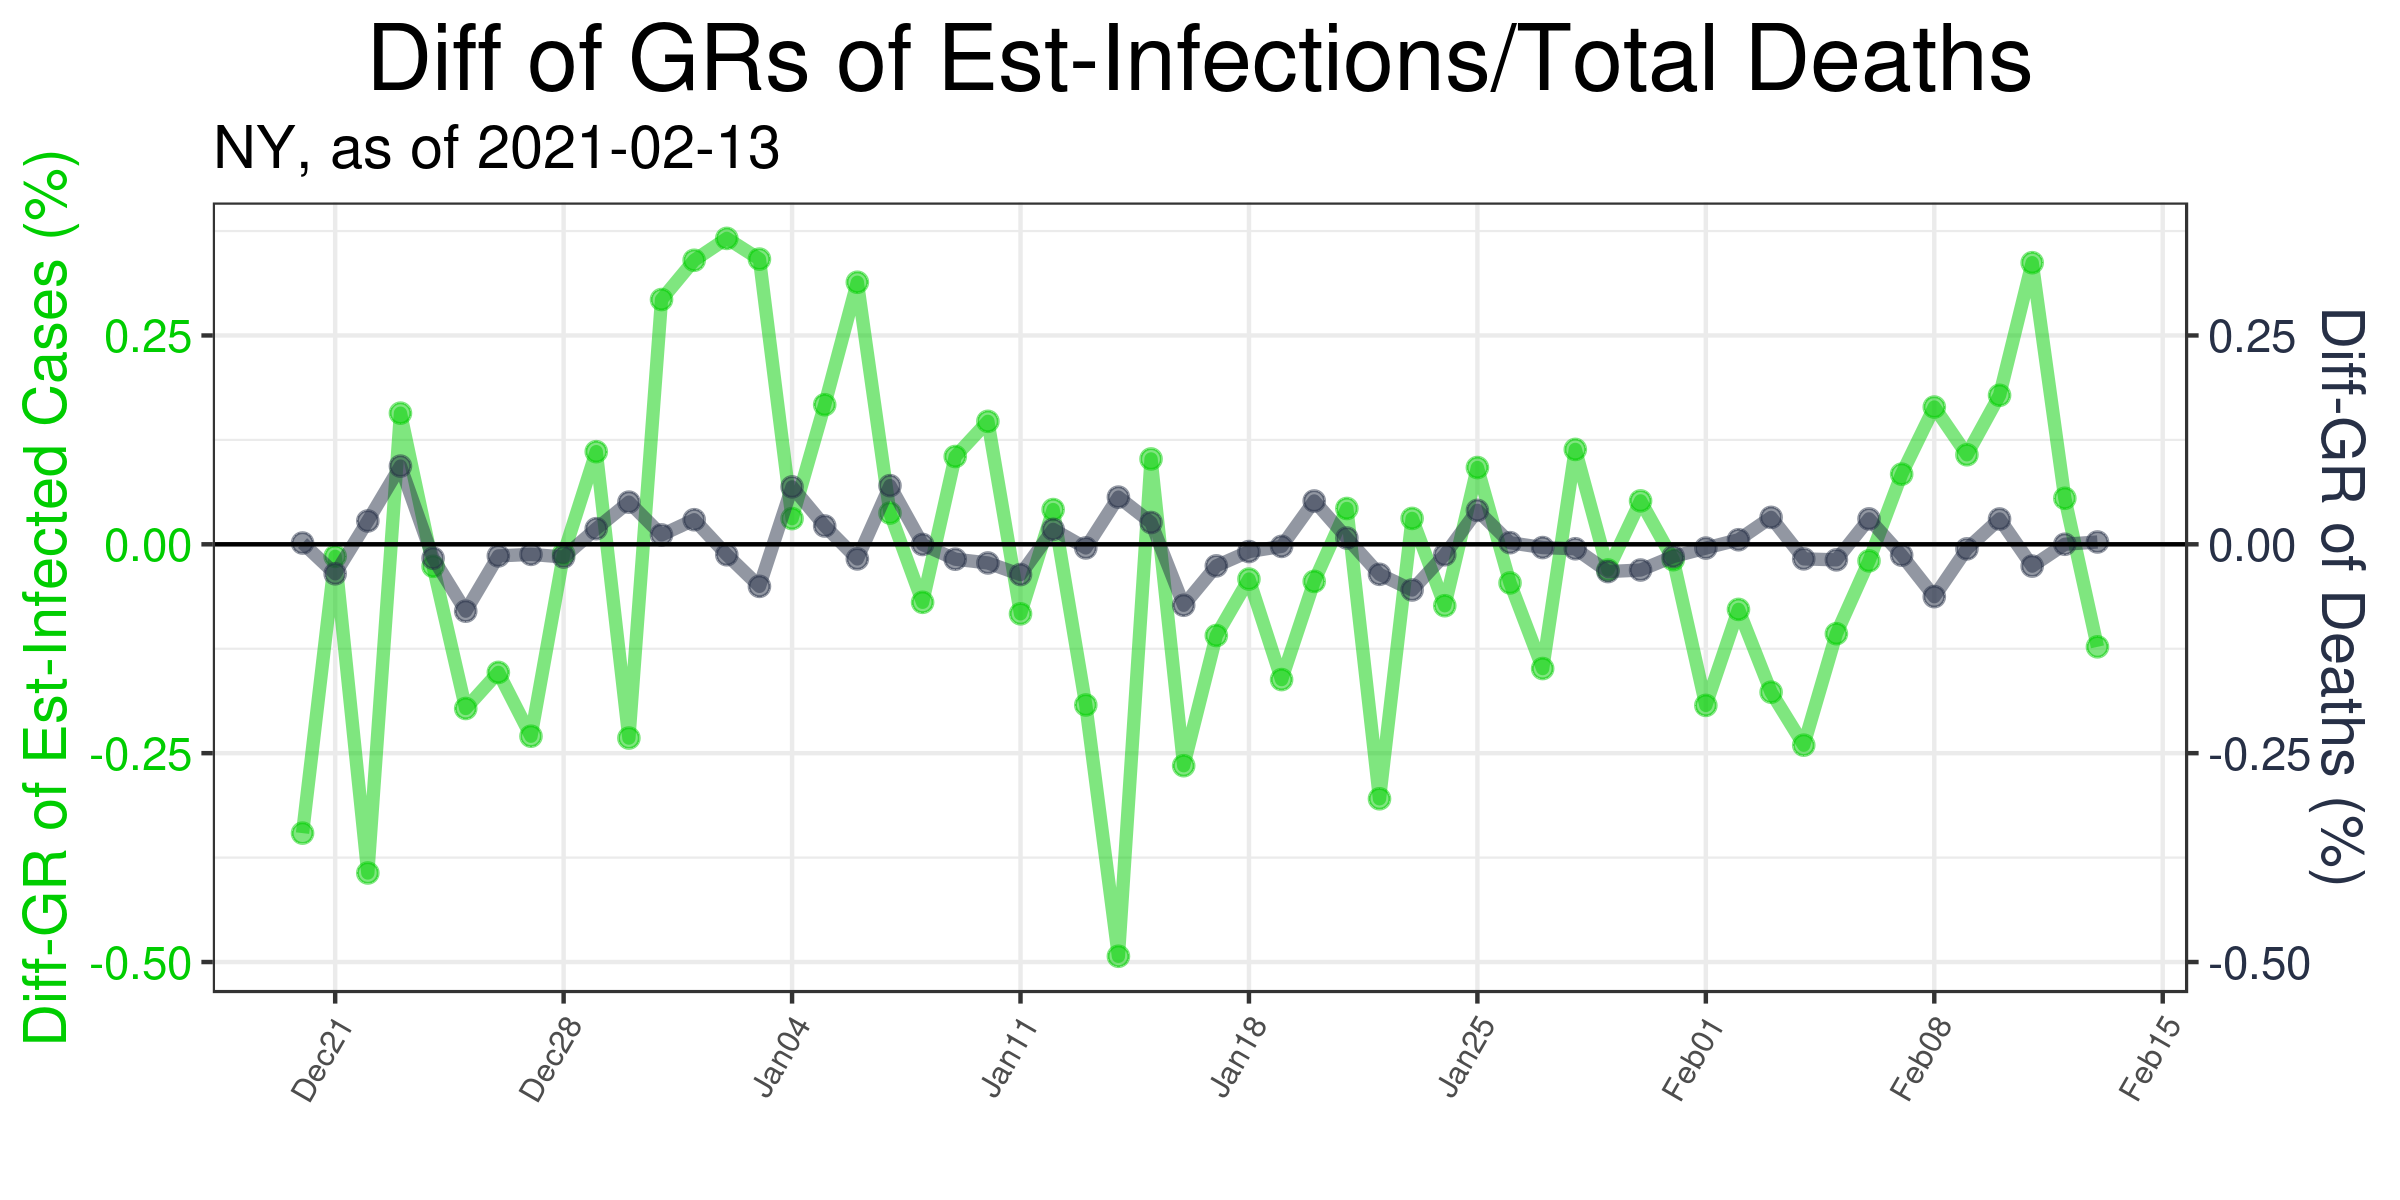 Diff of GRs of Est-Infections/Total Deaths
NY, as of 2021-02-13
Diff-GR of Est-Infected Cases (%)
0.25
0.00
-0.25
-0.50
0.25
0.00
-0.25
-0.50
Diff-GR of Deaths (%)
Dec21
Dec28
Jan04
Jan11
Jan18
Jan25
Feb01
Feb08
Feb15